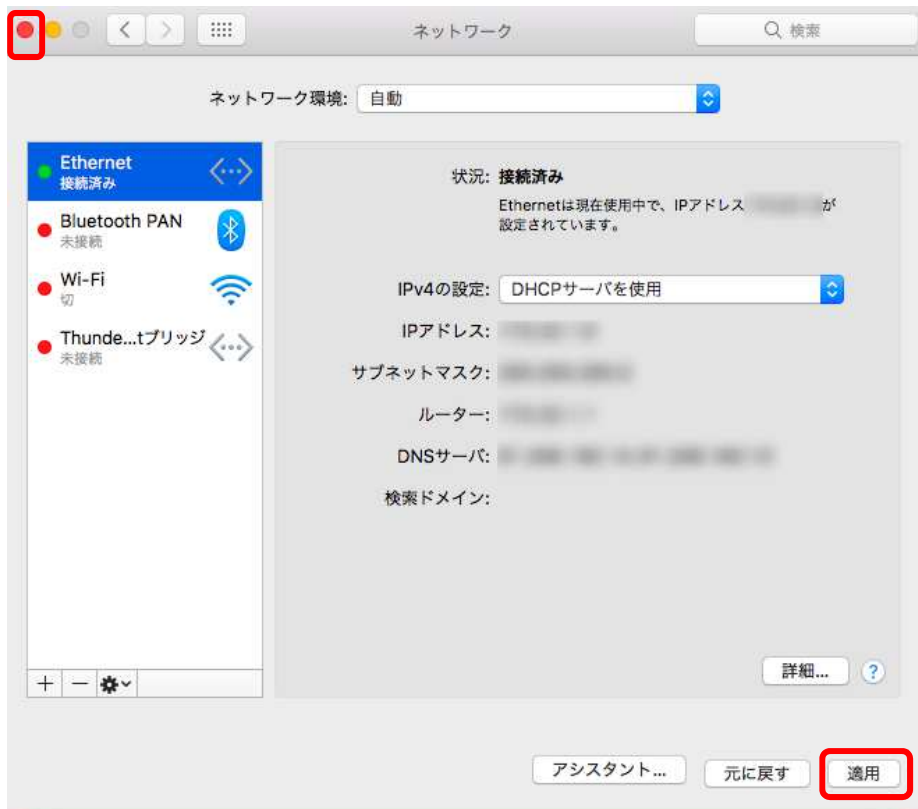 ネットワーク
検索
ネットワーク環境: 自動
Ethernet
接続済み
Bluetooth PAN
未接続
Wi-Fi
切
Thunde...tブリッジ
未接続
状況: 接続済み
Ethernetは現在使用中で、IPアドレス が
設定されています。
IPv4の設定: DHCPサーバを使用
IPアドレス:
サブネットマスク:
ルーター:
DNSサーバ:
検索ドメイン:
詳細... ?
アシスタント... 元に戻す 適用